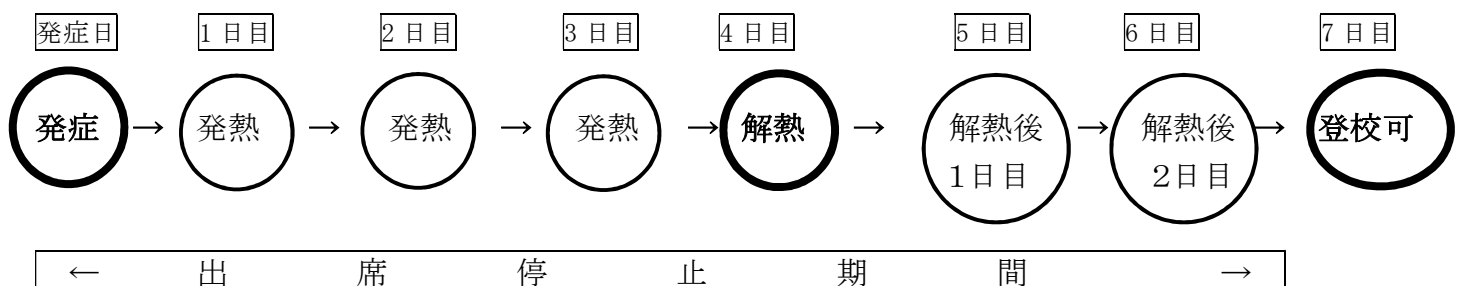 発症日 1日目 2日目 3日目 4日目 5日目 6日目 7日目
発症 → 発熱 → 発熱 → 発熱 → 解熱 → 解熱後 → 解熱後 → 登校可
1日目 2日目
← 出席停止期間 →